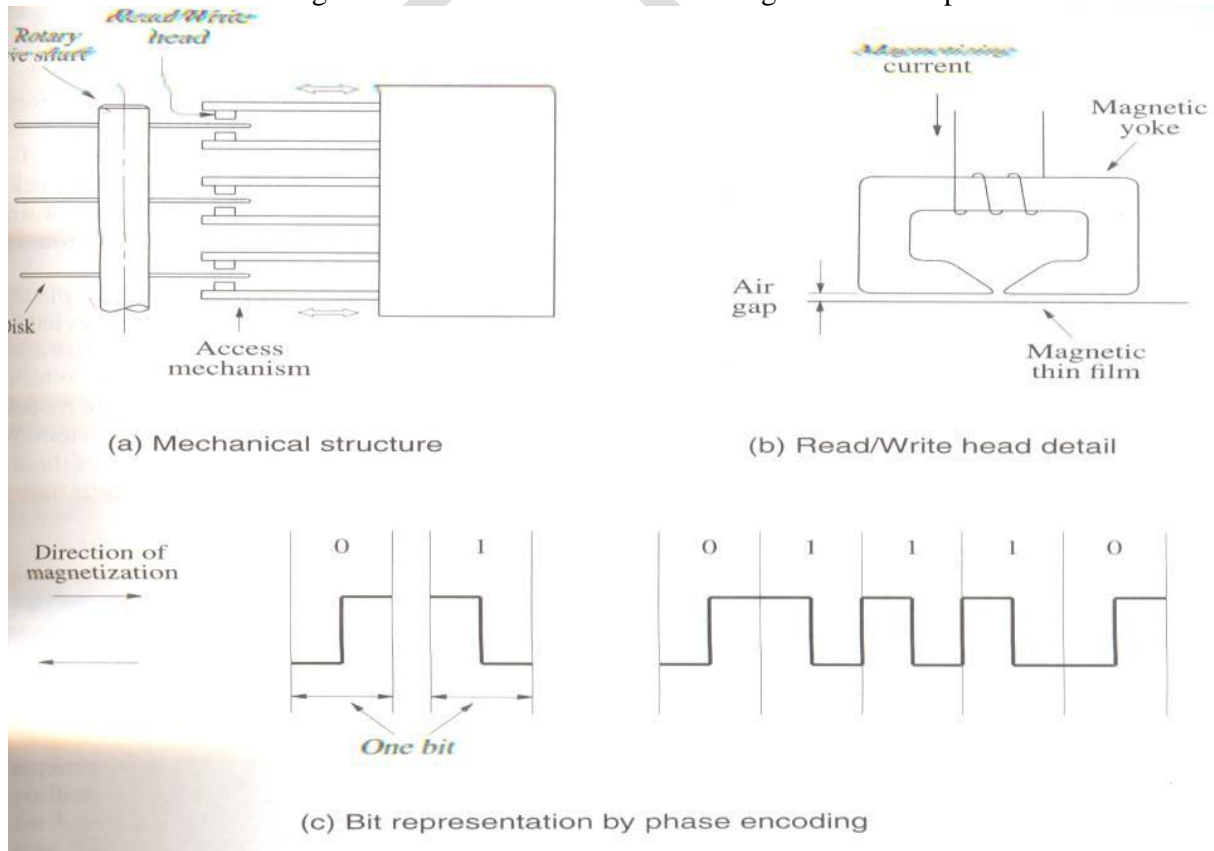 Read/Write
head
Rotary
ve shaft
Disk
Access
mechanism
(a) Mechanical structure
Magnetizing
current
Magnetic
yoke
Air
gap
Magnetic
thin film
(b) Read/Write head detail
Direction of
magnetization
0 1
0 1 1 1 0
One bit
(c) Bit representation by phase encoding